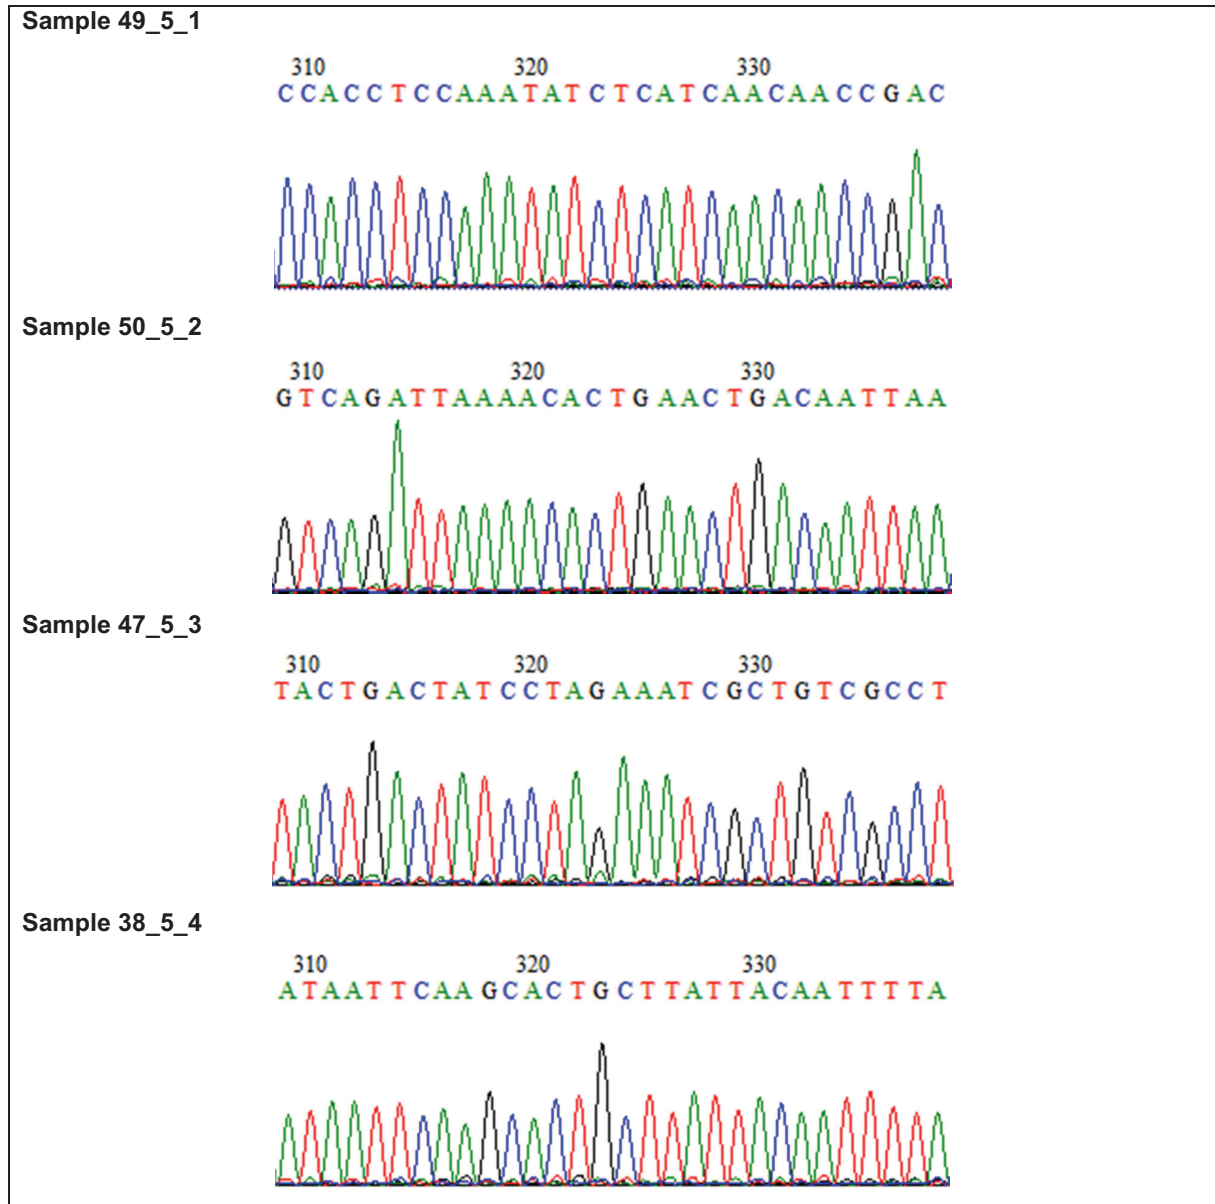 Sample 49_5_1
310 320 330
CCACCTCCAAATATCTCATCAACAACCGAC
Sample 50_5_2
310 320 330
GTCAGATTAAAACACTGAACTGACAATTAA
Sample 47_5_3
310 320 330
TACTGACTATCCTAGAAATCGCTGTCGCCT
Sample 38_5_4
310 320 330
ATAATTCAAGCACTGCTTATTACAATTTTA